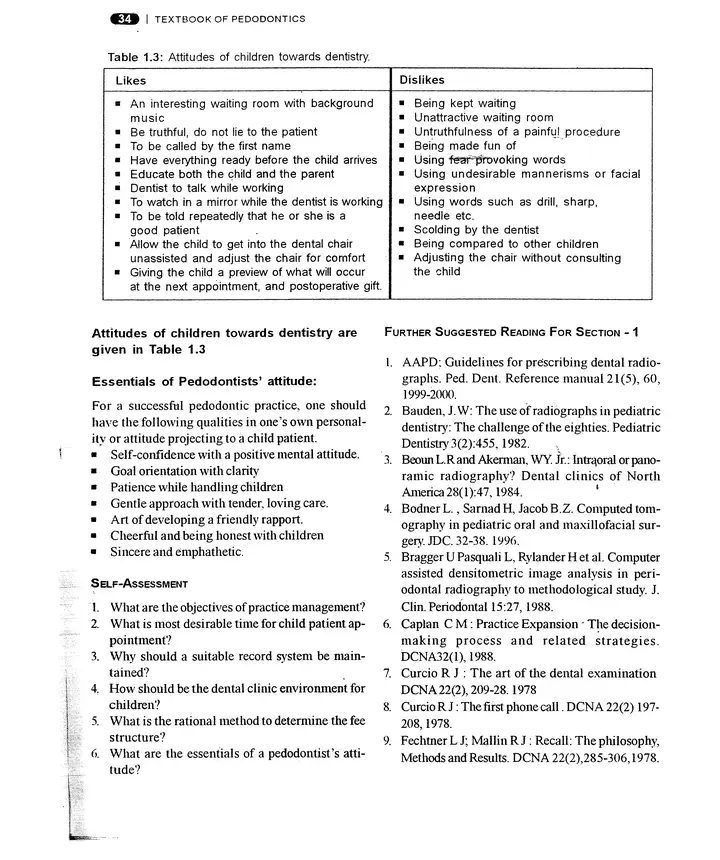 34 | TEXTBOOK OF PEDODONTICS
Table 1.3: Attitudes of children towards dentistry.
Likes
■ An interesting waiting room with background
music
■ Be truthful, do not lie to the patient
■ To be called by the first name
■ Have everything ready before the child arrives
■ Educate both the child and the parent
■ Dentist to talk while working
■ To watch in a mirror while the dentist is working
■ To be told repeatedly that he or she is a
good patient
■ Allow the child to get into the dental chair
unassisted and adjust the chair for comfort
■ Giving the child a preview of what will occur
at the next appointment, and postoperative gift.
Dislikes
■ Being kept waiting
■ Unattractive waiting room
■ Untruthfulness of a painful procedure
■ Being made fun of
■ Using fear provoking words
■ Using undesirable mannerisms or facial
expression
■ Using words such as drill, sharp,
needle etc.
■ Scolding by the dentist
■ Being compared to other children
■ Adjusting the chair without consulting
the child
Attitudes of children towards dentistry are
given in Table 1.3
Essentials of Pedodontists' attitude:
For a successful pedodontic practice, one should
have the following qualities in one's own personal-
ity or attitude projecting to a child patient.
■ Self-confidence with a positive mental attitude.
■ Goal orientation with clarity
■ Patience while handling children
■ Gentle approach with tender, loving care.
■ Art of developing a friendly rapport.
■ Cheerful and being honest with children
■ Sincere and emphathetic.
SELF-ASSESSMENT
1. What are the objectives of practice management?
2. What is most desirable time for child patient ap-
pointment?
3. Why should a suitable record system be main-
tained?
4. How should be the dental clinic environment for
children?
5. What is the rational method to determine the fee
structure?
6. What are the essentials of a pedodontist's atti-
tude?
FURTHER SUGGESTED READING FOR SECTION - 1
1. AAPD: Guidelines for prescribing dental radio-
graphs. Ped. Dent. Reference manual 21(5), 60,
1999-2000.
2. Bauden, J.W: The use of radiographs in pediatric
dentistry: The challenge of the eighties. Pediatric
Dentistry 3(2):455, 1982.
3. Beoun L.R and Akerman, W.Y. Jr.: Intraoral or pano-
ramic radiography? Dental clinics of North
America 28(1):47, 1984.
4. Bodner L. , Sarnad H, Jacob B.Z. Computed tom-
ography in pediatric oral and maxillofacial sur-
gery. JDC. 32-38. 1996.
5. Bragger U Pasquali L, Rylander H et al. Computer
assisted densitometric image analysis in peri-
odontal radiography to methodological study. J.
Clin. Periodontal 15:27, 1988.
6. Caplan C M : Practice Expansion - The decision-
making process and related strategies.
DCNA32(1), 1988.
7. Curcio R J : The art of the dental examination
DCNA 22(2), 209-28. 1978
8. Curcio R J : The first phone call . DCNA 22(2) 197-
208, 1978.
9. Fechtner L J; Mallin R J : Recall: The philosophy,
Methods and Results. DCNA 22(2),285-306,1978.